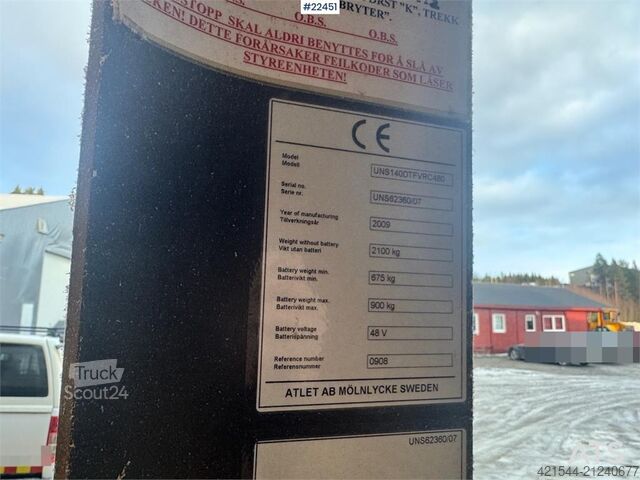 #22451
ØRST "K", TREKK
BRYTER".
O.B.S.
O.B.S.
O.B.S.
STOPP SKAL ALDRI BENYTTES FOR Å SLÅ AV
KEN! DETTE FORÅRSAKER FEILKODER SOM LÅSER
STYREENHETEN!
CE
Model
Modell
UNS140DTFVRC480
Serial no.
Serie nr.
UNS62360/07
Year of manufacturing
Tillverkningsår
2009
Weight without battery
Vikt utan batteri
2100 kg
Battery weight min.
Batterivikt min.
675 kg
Battery weight max.
Batterivikt max.
900 kg
Battery voltage
Batterispänning
48 V
Reference number
Referensnummer
0908
ATLET AB MÖLNLYCKE SWEDEN
UNS62360/07
Truck
Scout24
421544-21240677